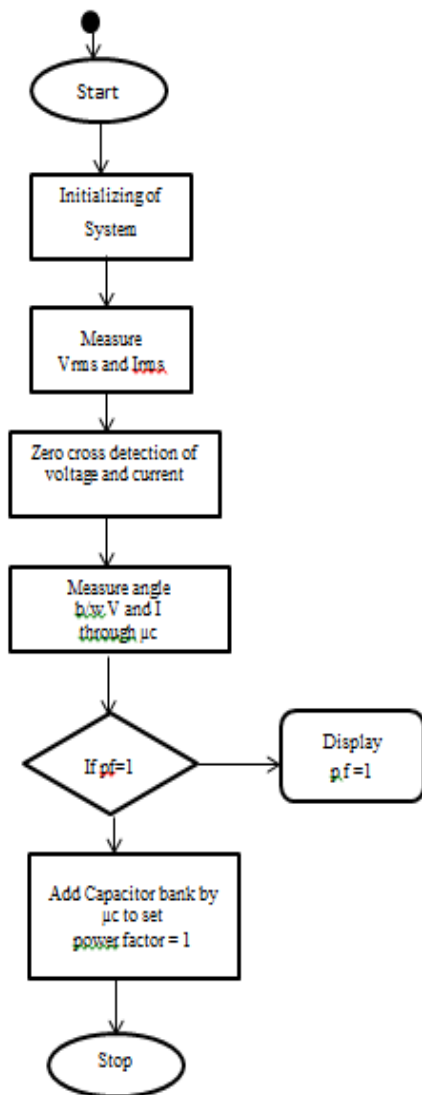 Start
Initializing of
System
Measure
Vrms and Irms.
Zero cross detection of
voltage and current
Measure angle
b/w V and I
through µc
If pf=1
Display
p.f =1
Add Capacitor bank by
µc to set
power factor = 1
Stop